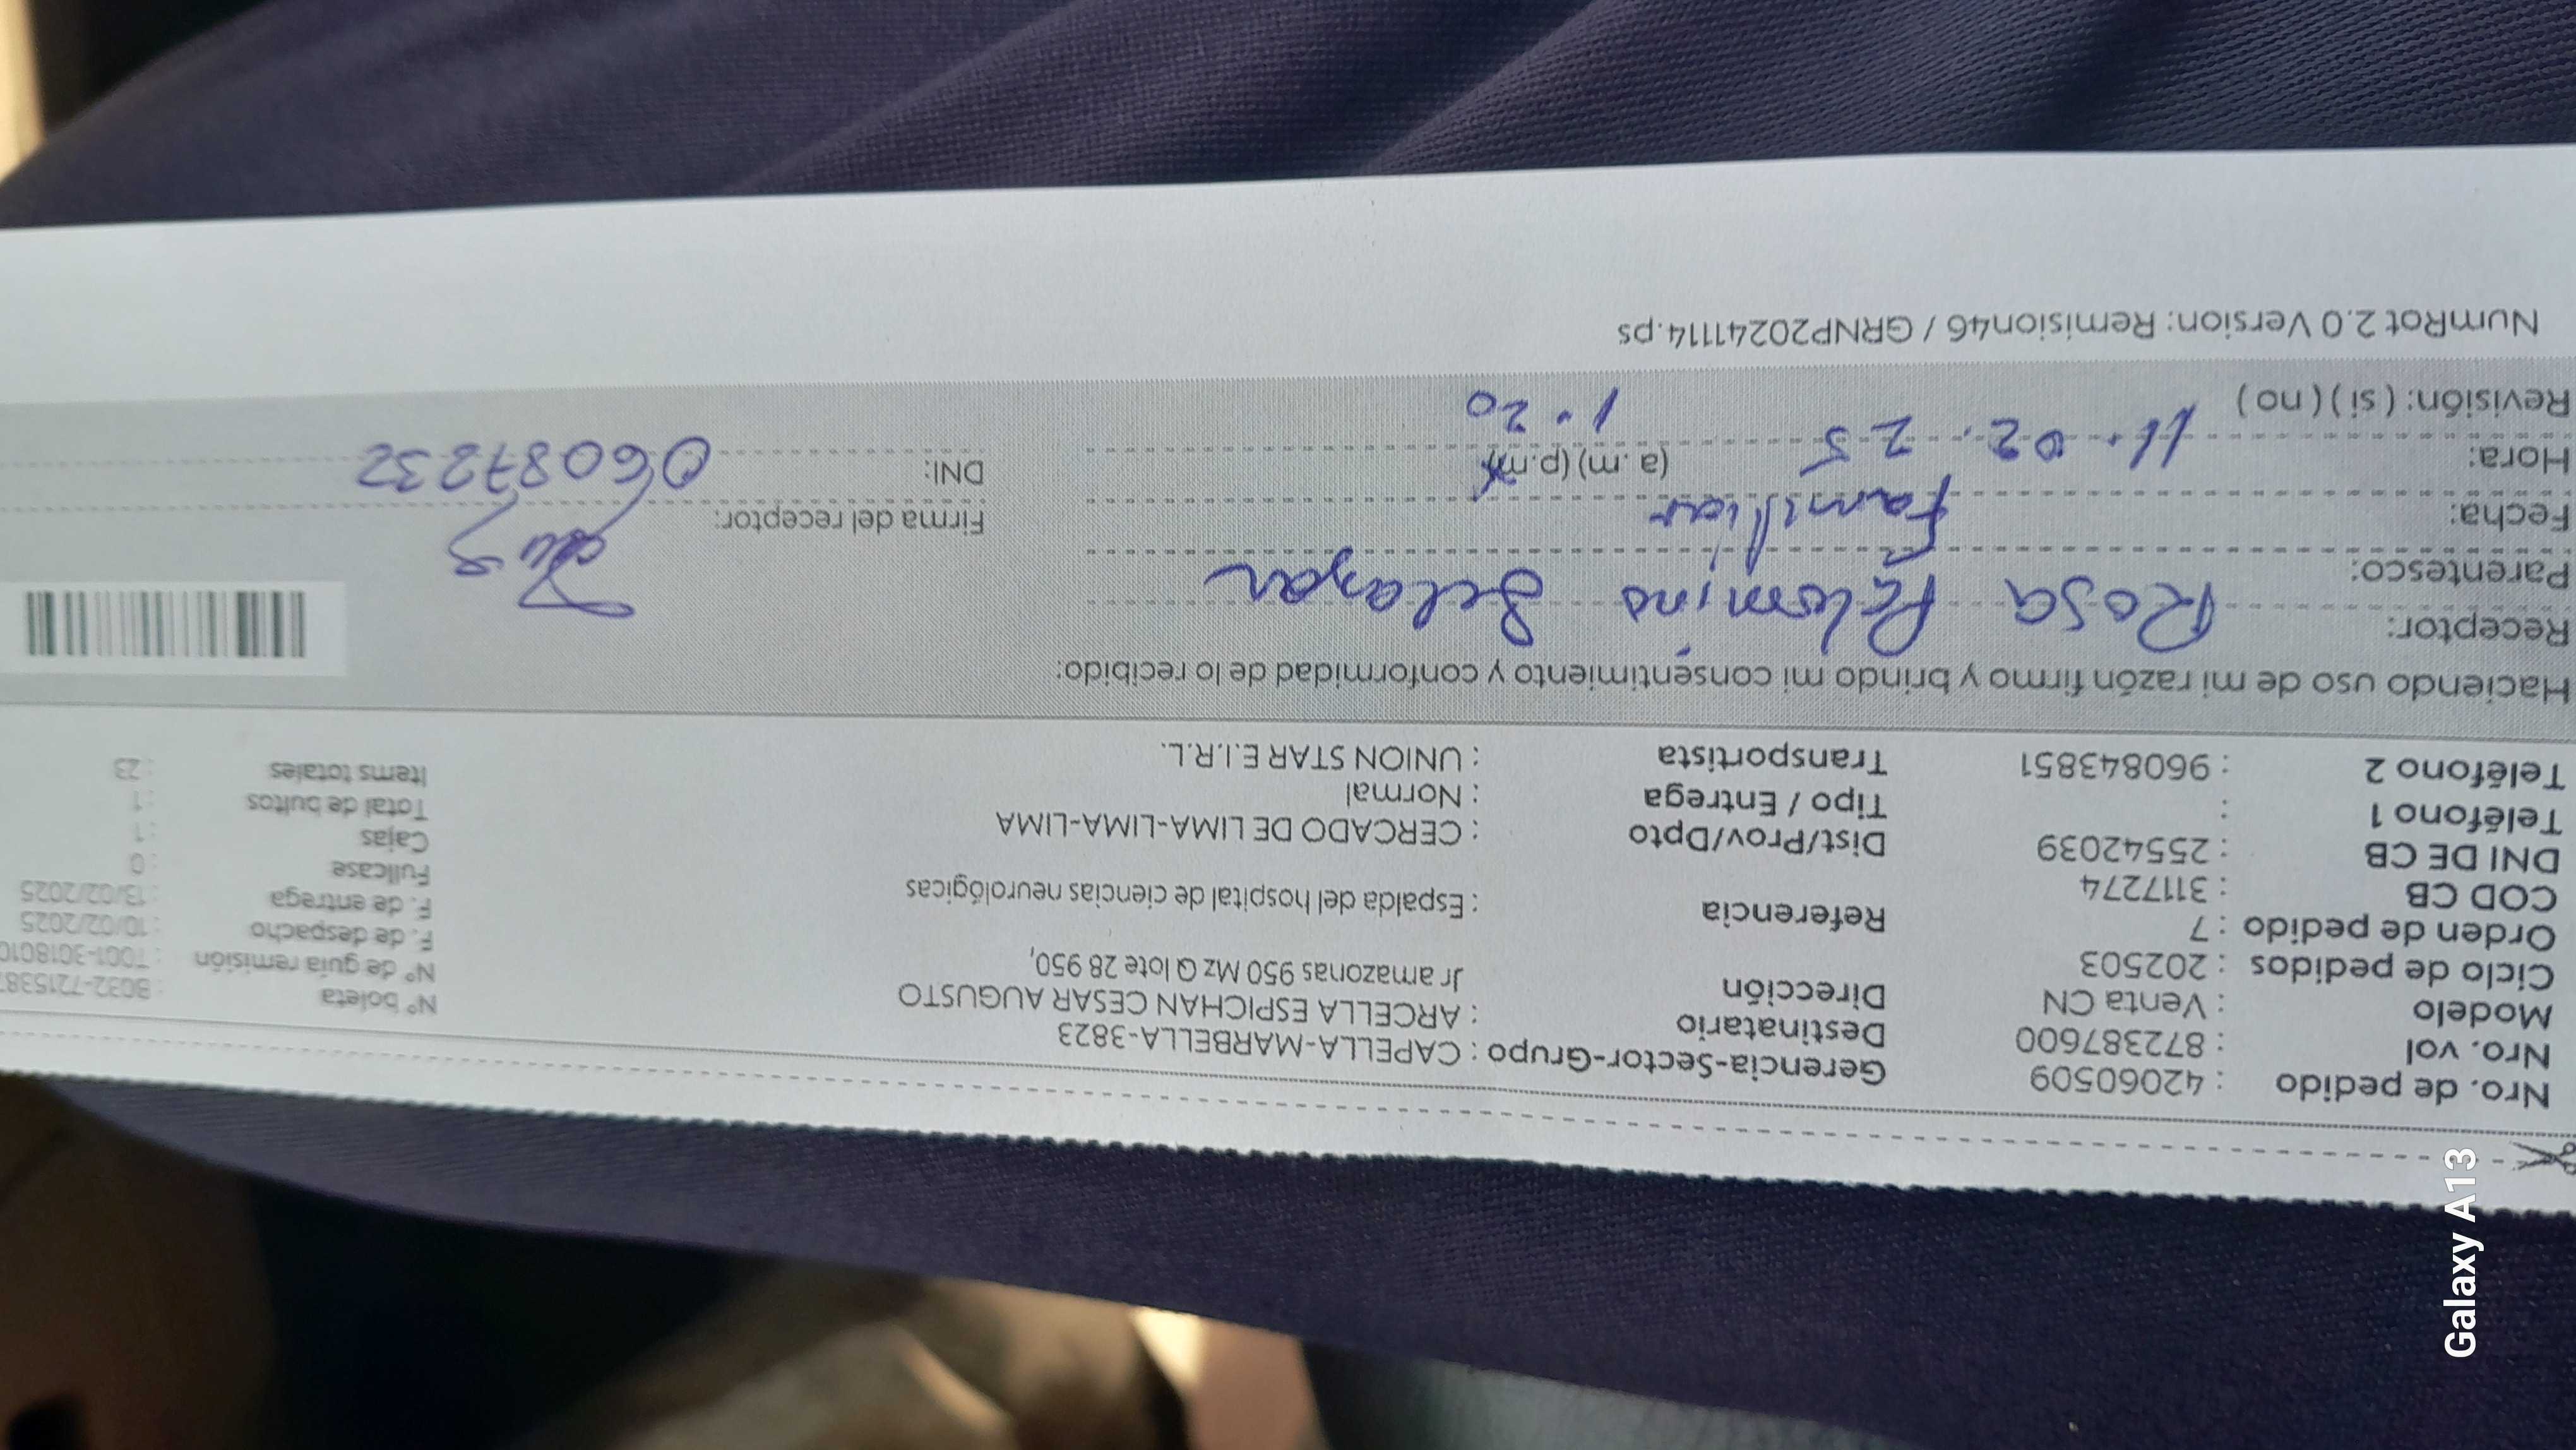 Nro. de pedido : 42060509 Gerencia-Sector-Grupo : CAPELLA-MARBELLA-3823
Nro. vol : 872387600 Destinatario : ARCELLA ESPICHAN CESAR AUGUSTO Nº boleta : B032-721538
Modelo : Venta CN Dirección Jr amazonas 950 Mz Q lote 28 950, Nº de guía remisión : T001-301801
Ciclo de pedidos : 202503 F. de despacho : 10/02/2025
Orden de pedido : 7 Referencia : Espalda del hospital de ciencias neurológicas F. de entrega : 13/02/2025
COD CB : 3117274 Fullcase : 0
DNI DE CB : 25542039 Dist/Prov/Dpto : CERCADO DE LIMA-LIMA-LIMA Cajas : 1
Teléfono 1 : Tipo / Entrega : Normal Total de bultos : 1
Teléfono 2 : 960843851 Transportista : UNION STAR E.I.R.L. Items totales : 23
Haciendo uso de mi razón firmo y brindo mi consentimiento y conformidad de lo recibido:
Receptor: Rosa Palomino Salazar
Parentesco: Familiar
Fecha: 11.02.25 Firma del receptor:
Hora: 1.20 (a.m) (p.m) DNI: 06087232
Revisión: ( si ) ( no )
NumRot 2.0 Version: Remision46 / GRNP20241114.ps
Galaxy A13